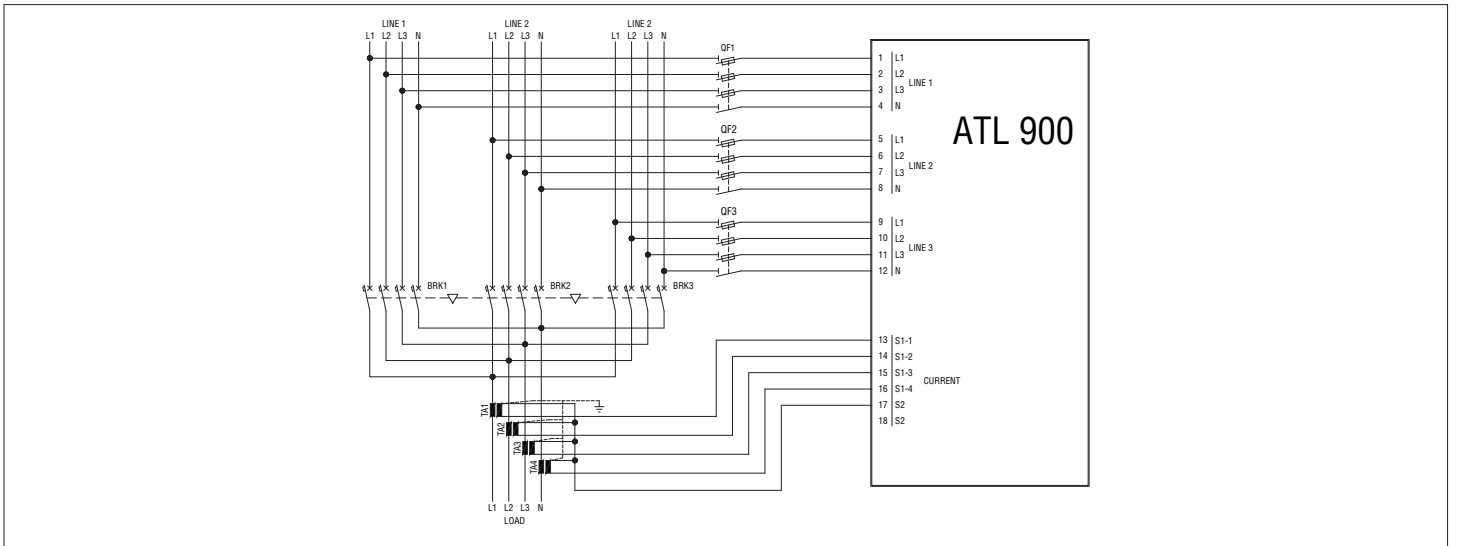 LINE 1
L1 L2 L3 N
LINE 2
L1 L2 L3 N
LINE 2
L1 L2 L3 N
QF1
1 L1
2 L2
3 L3
4 N
LINE 1
ATL 900
QF2
5 L1
6 L2
7 L3
8 N
LINE 2
QF3
9 L1
10 L2
11 L3
12 N
LINE 3
BRK1
BRK2
BRK3
13 S1-1
14 S1-2
15 S1-3
16 S1-4
17 S2
18 S2
CURRENT
TA1
TA2
TA3
TA4
L1 L2 L3 N
LOAD